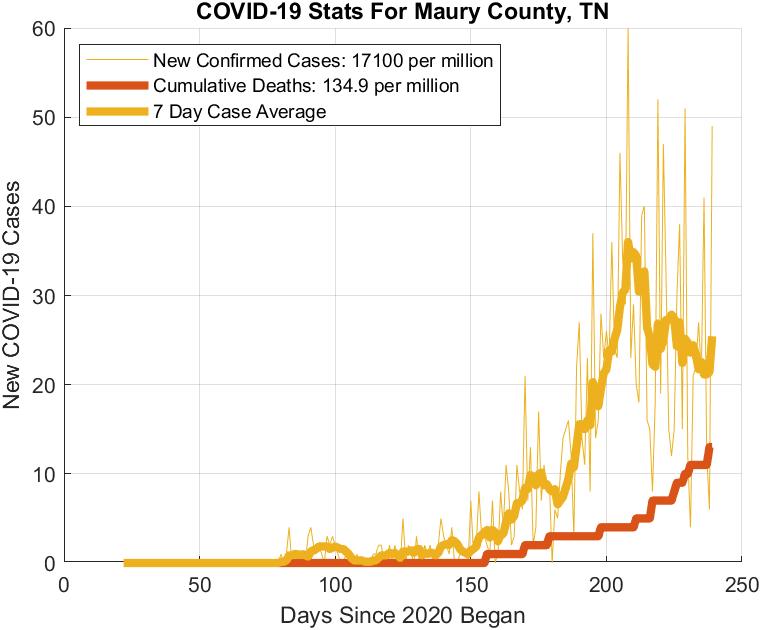 COVID-19 Stats For Maury County, TN
New Confirmed Cases: 17100 per million
Cumulative Deaths: 134.9 per million
7 Day Case Average
New COVID-19 Cases
60
50
40
30
20
10
0
0 50 100 150 200 250
Days Since 2020 Began